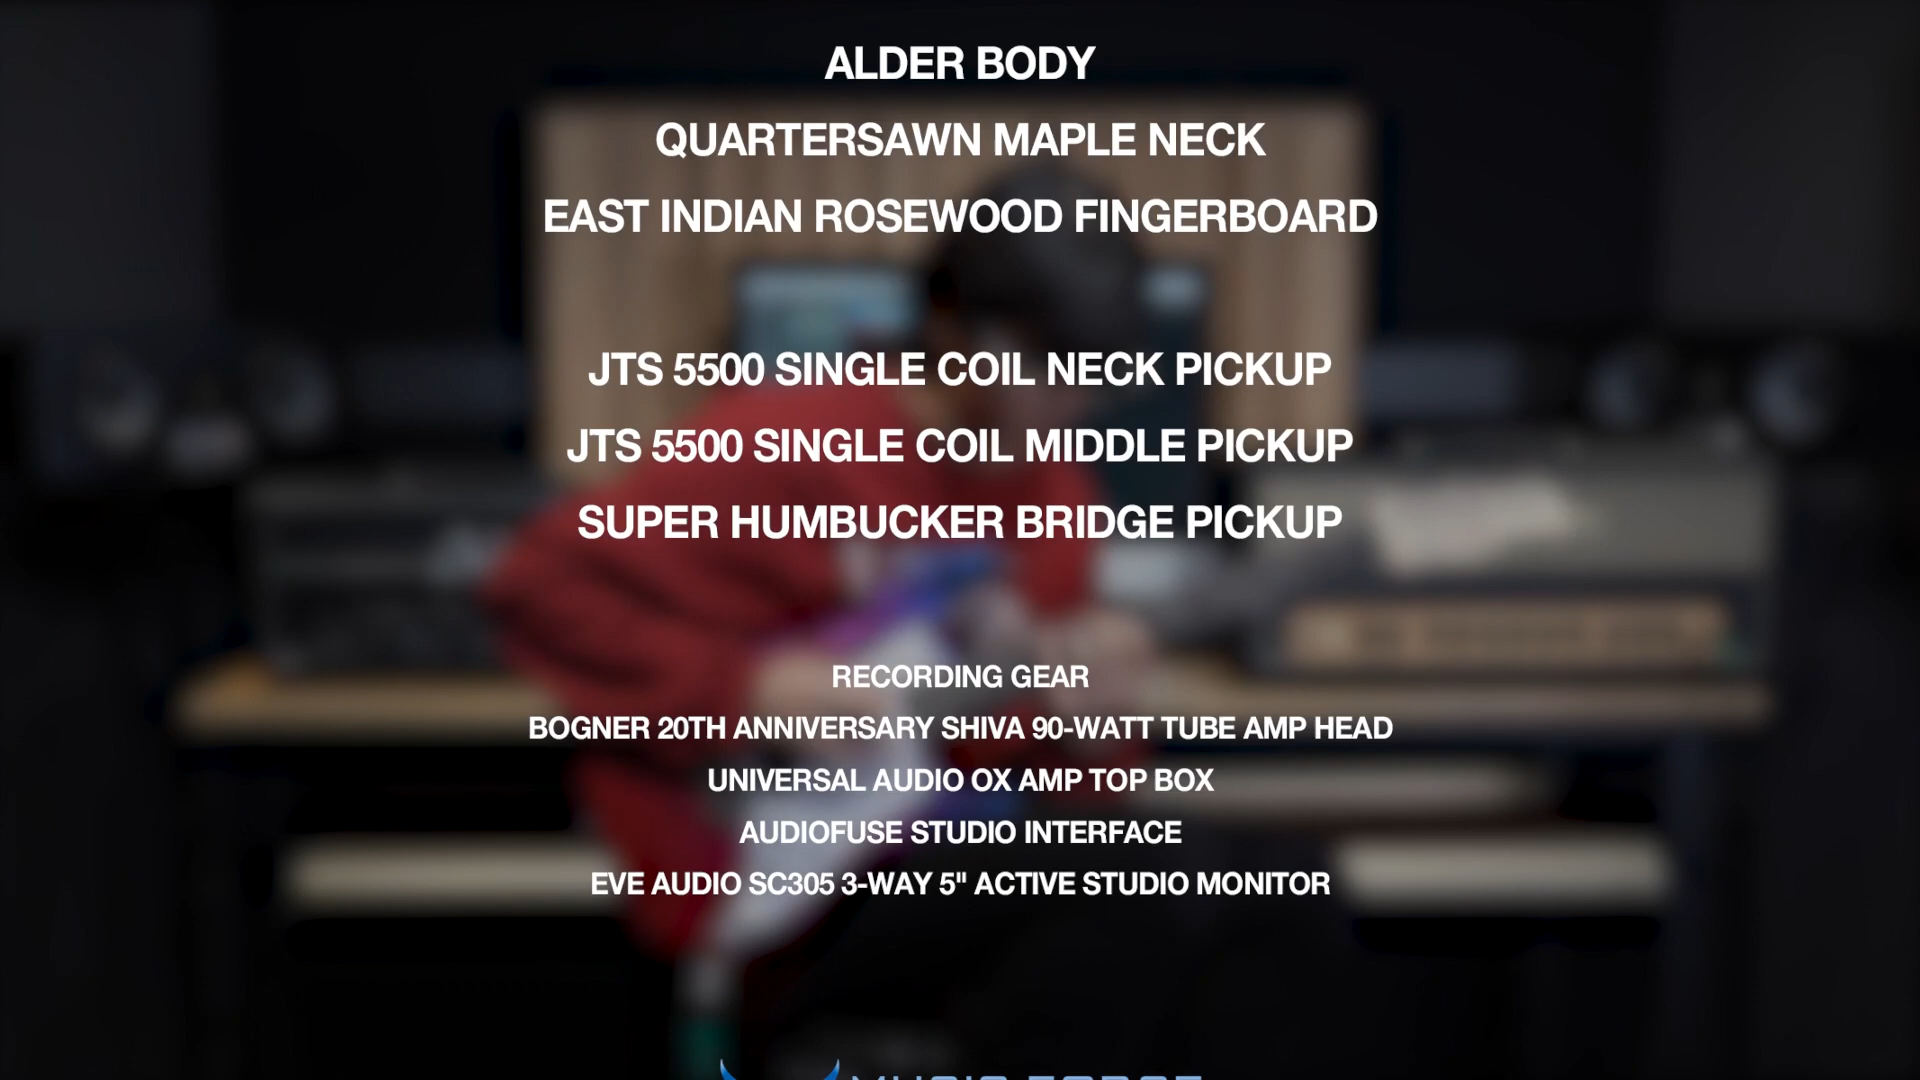 ALDER BODY
QUARTERSAWN MAPLE NECK
EAST INDIAN ROSEWOOD FINGERBOARD
JTS 5500 SINGLE COIL NECK PICKUP
JTS 5500 SINGLE COIL MIDDLE PICKUP
SUPER HUMBUCKER BRIDGE PICKUP
RECORDING GEAR
BOGNER 20TH ANNIVERSARY SHIVA 90-WATT TUBE AMP HEAD
UNIVERSAL AUDIO OX AMP TOP BOX
AUDIOFUSE STUDIO INTERFACE
EVE AUDIO SC305 3-WAY 5" ACTIVE STUDIO MONITOR